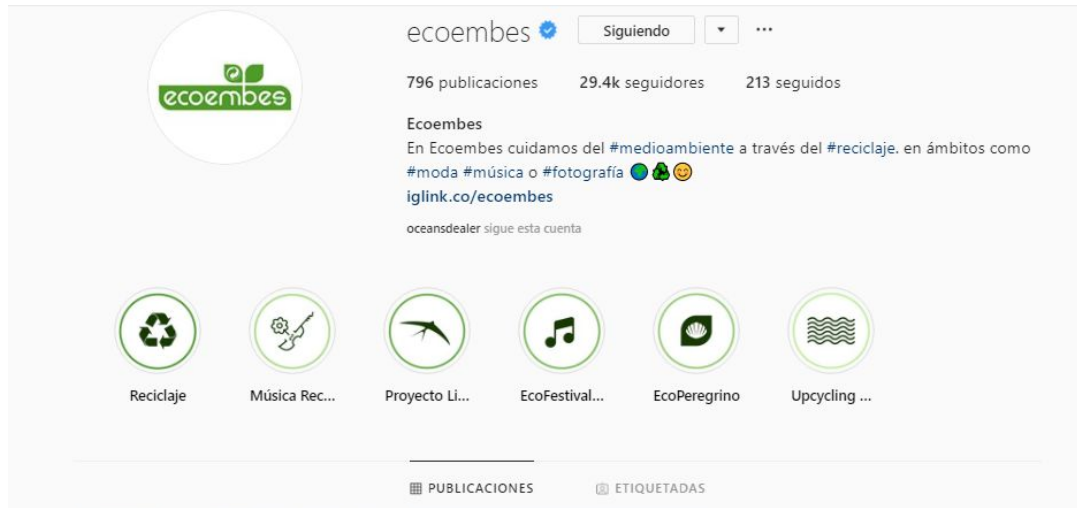 ecoembes
ecoembes Siguiendo
796 publicaciones 29.4k seguidores 213 seguidos
Ecoembes
En Ecoembes cuidamos del #medioambiente a través del #reciclaje. en ámbitos como
#moda #música o #fotografía 🌍♻😊
iglink.co/ecoembes
oceansdealer sigue esta cuenta
Reciclaje Música Rec... Proyecto Li... EcoFestival... EcoPeregrino Upcycling ...
PUBLICACIONES ETIQUETADAS